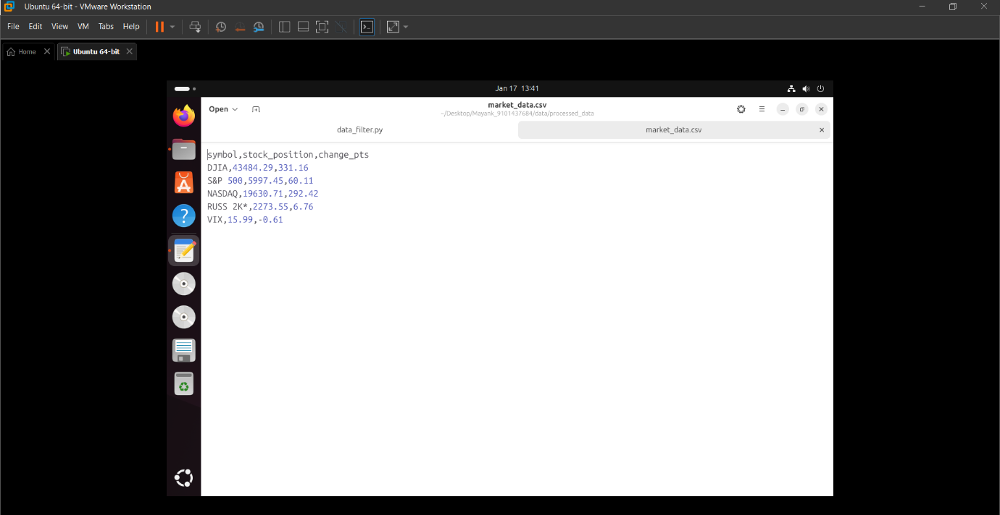 Ubuntu 64-bit - VMware Workstation
File Edit View VM Tabs Help
Home
Ubuntu 64-bit
Jan 17 13:41
Open
market_data.csv
~/Desktop/Mayank_9101437684/data/processed_data
data_filter.py
market_data.csv
symbol,stock_position,change_pts
DJIA,43484.29,331.16
S&P 500,5997.45,60.11
NASDAQ,19630.71,292.42
RUSS 2K*,2273.55,6.76
VIX,15.99,-0.61